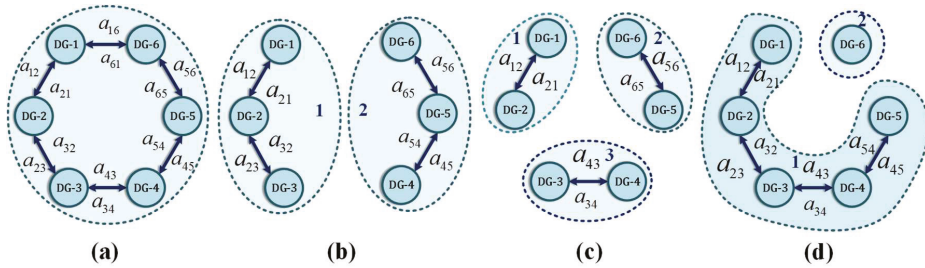 a16
DG-1 DG-6
a61
a12 a56
a21 a65
DG-2 DG-5
a32 a54
a23 a43 a45
DG-3 DG-4
a34
(a)
DG-1 DG-6
a12 a56
a21 a65
DG-2 1 2 DG-5
a32 a54
a23 a45
DG-3 DG-4
(b)
1 DG-1 DG-6 2
a12 a56
a21 a65
DG-2 DG-5
3
a43
DG-3 DG-4
a34
(c)
DG-1 2
DG-6
a12
a21
DG-2 DG-5
a32 1 a54
a23 a43 a45
DG-3 DG-4
a34
(d)